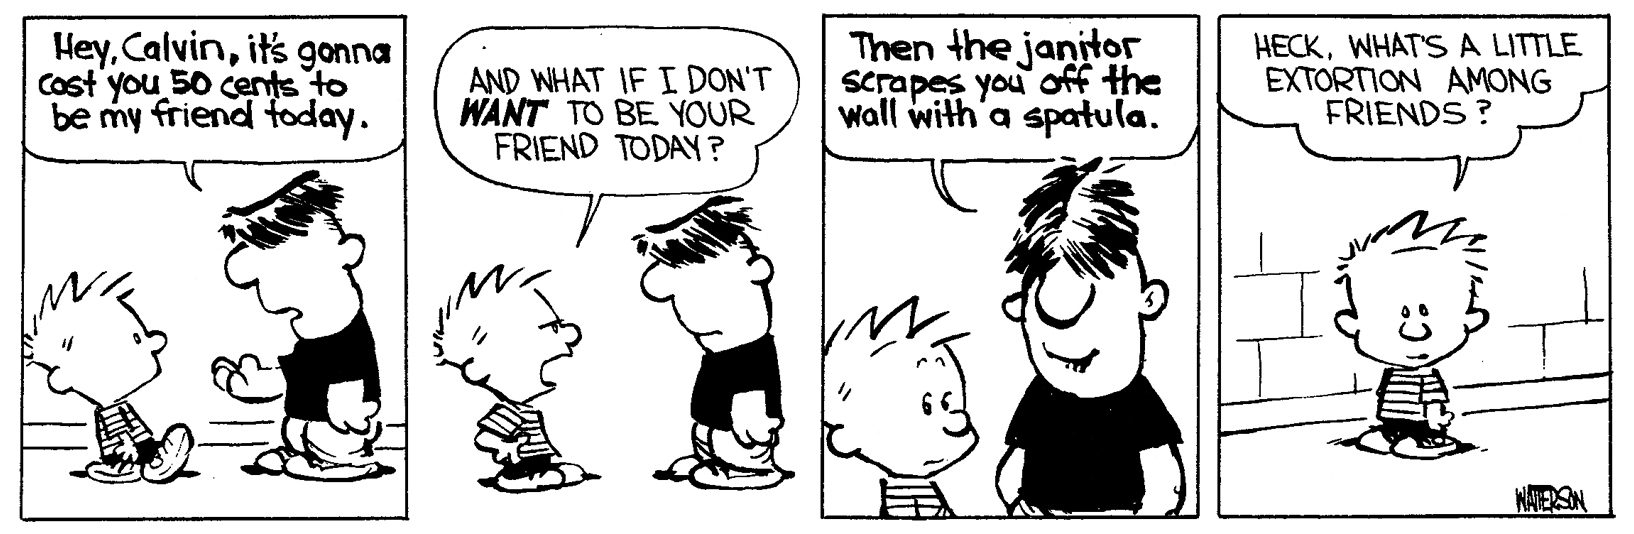 Hey, Calvin, it's gonna
cost you 50 cents to
be my friend today.
AND WHAT IF I DON'T
WANT TO BE YOUR
FRIEND TODAY?
Then the janitor
scrapes you off the
wall with a spatula.
HECK, WHAT'S A LITTLE
EXTORTION AMONG
FRIENDS?
WATTERSON